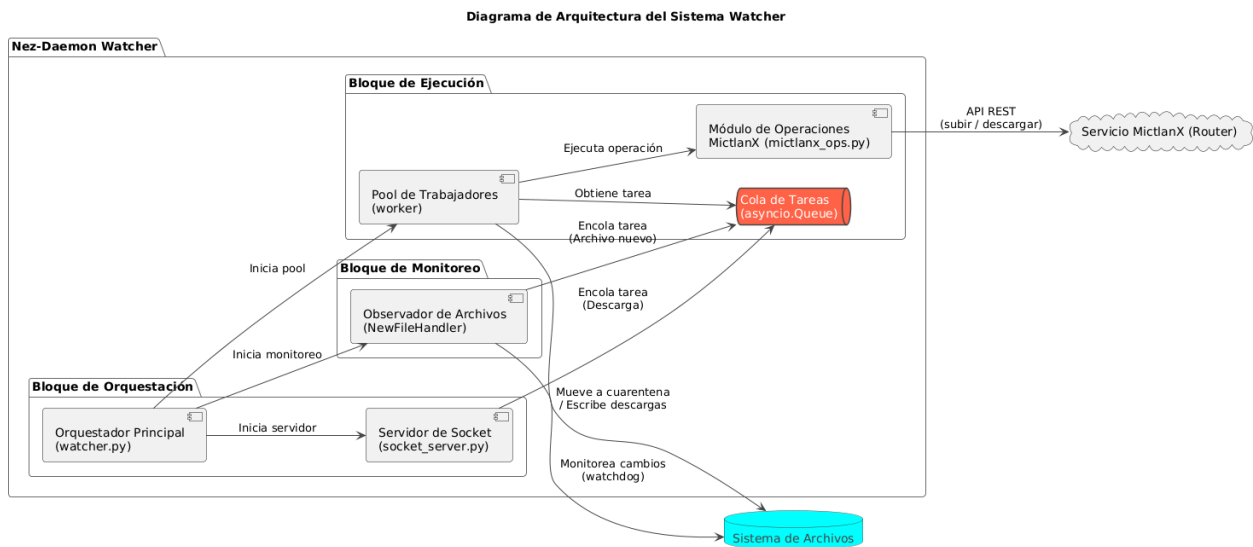 Diagrama de Arquitectura del Sistema Watcher
Nez-Daemon Watcher
Bloque de Ejecución
Módulo de Operaciones
MictlanX (mictlanx_ops.py)
API REST
(subir / descargar)
Servicio MictlanX (Router)
Ejecuta operación
Pool de Trabajadores
(worker)
Obtiene tarea
Cola de Tareas
(asyncio.Queue)
Encola tarea
(Archivo nuevo)
Inicia pool
Bloque de Monitoreo
Observador de Archivos
(NewFileHandler)
Encola tarea
(Descarga)
Inicia monitoreo
Bloque de Orquestación
Orquestador Principal
(watcher.py)
Inicia servidor
Servidor de Socket
(socket_server.py)
Mueve a cuarentena
/ Escribe descargas
Monitorea cambios
(watchdog)
Sistema de Archivos